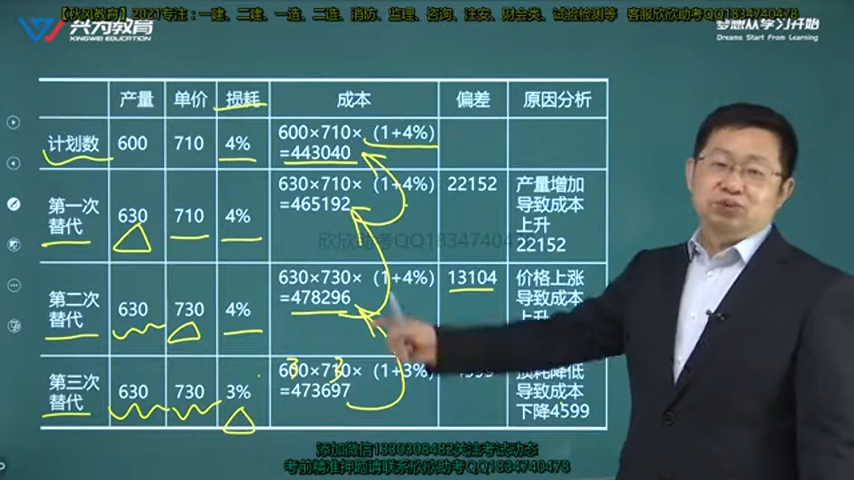 【秋风教育】2021专注：一建、二建、一造、二造、消防、监理、咨询、注安、财会类、试验检测等 客服欣欣助考QQ1834740478
兴为教育
XINGWEI EDUCATION
梦想从学习开始
Dreams Start From Learning
产量 单价 损耗 成本 偏差 原因分析
计划数 600 710 4% 600×710×（1+4%）
=443040
第一次替代 630 710 4% 630×710×（1+4%） 22152 产量增加
=465192 导致成本
上升
22152
欣欣助考QQ18347404
第二次替代 630 730 4% 630×730×（1+4%） 13104 价格上涨
=478296 导致成本
上升
第三次替代 630 730 3% 600×710×（1+3%） 4599 损耗降低
3 3
=473697 导致成本
下降4599
添加微信1330308482关注考试动态
考前精准押题请联系欣欣助考QQ1834740478